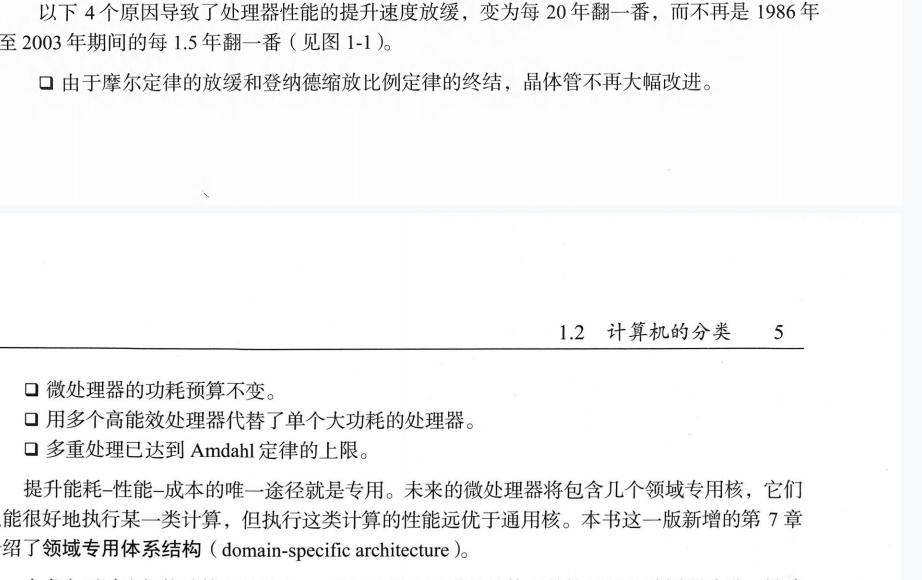 以下 4 个原因导致了处理器性能的提升速度放缓，变为每 20 年翻一番，而不再是 1986 年
至 2003 年期间的每 1.5 年翻一番（见图 1-1）。
❑ 由于摩尔定律的放缓和登纳德缩放比例定律的终结，晶体管不再大幅改进。
1.2 计算机的分类 5
❑ 微处理器的功耗预算不变。
❑ 用多个高能效处理器代替了单个大功耗的处理器。
❑ 多重处理已达到 Amdahl 定律的上限。
提升能耗–性能–成本的唯一途径就是专用。未来的微处理器将包含几个领域专用核，它们
能很好地执行某一类计算，但执行这类计算的性能远优于通用核。本书这一版新增的第 7 章
绍了领域专用体系结构（domain-specific architecture）。